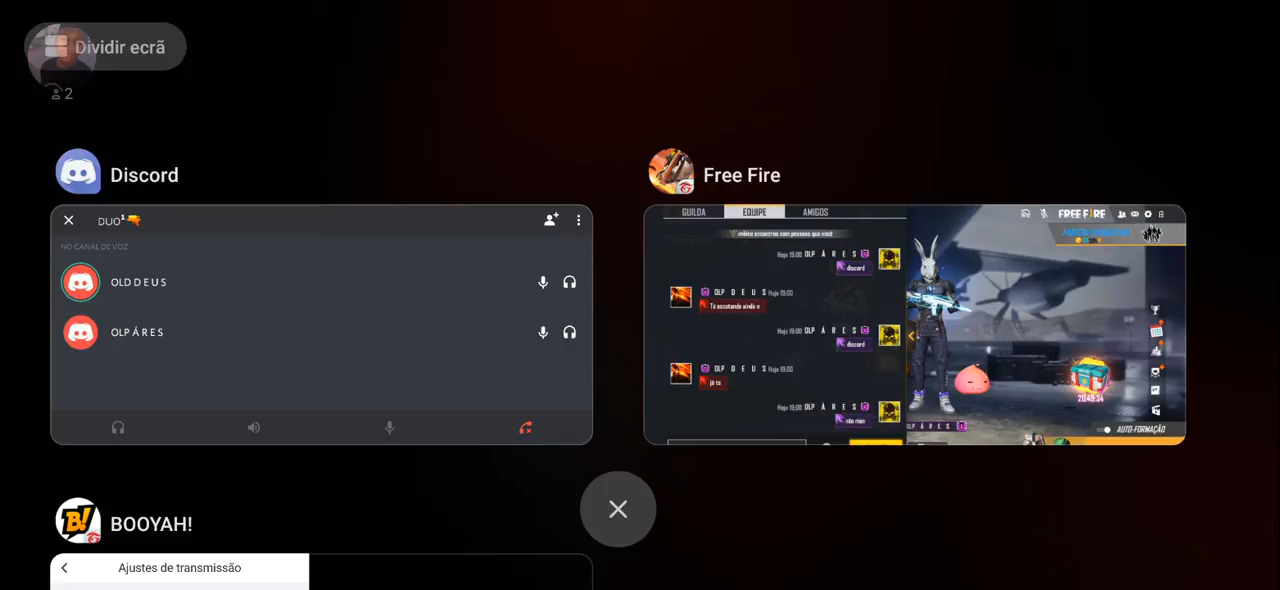 Dividir ecrã
2
Discord
Free Fire
DUO¹
NO CANAL DE VOZ
OLD D E U S
OLP Á R E S
GUILDA EQUIPE AMIGOS
FREE FIRE
Hoje 19:00 OLP Á R E S
discord
OLP D E U S Hoje 19:00
Tá escutando ainda n
Hoje 19:00 OLP Á R E S
discord
OLP D E U S Hoje 19:00
já to
Hoje 19:00 OLP Á R E S
não man
20:49:34
AUTO-FORMAÇÃO
BOOYAH!
Ajustes de transmissão